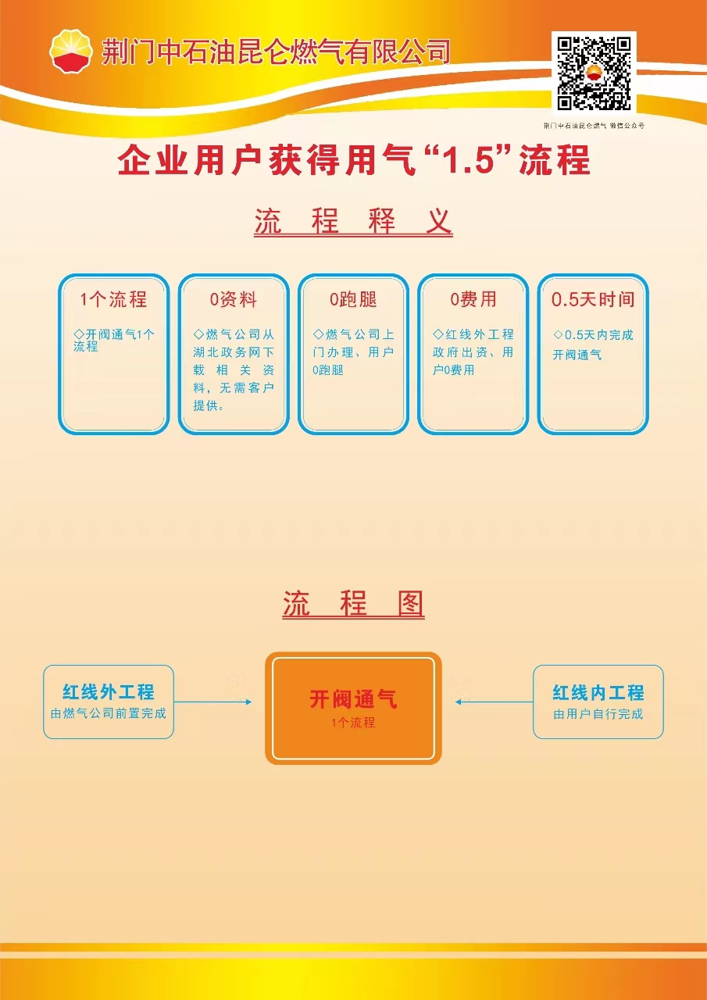 荆门中石油昆仑燃气有限公司
荆门中石油昆仑燃气 微信公众号
企业用户获得用气“1.5”流程
流程释义
1个流程
◇开阀通气1个
流程
0资料
◇燃气公司从
湖北政务网下
载相关资
料，无需客户
提供。
0跑腿
◇燃气公司上
门办理、用户
0跑腿
0费用
◇红线外工程
政府出资、用
户0费用
0.5天时间
◇0.5天内完成
开阀通气
流程图
红线外工程
由燃气公司前置完成
开阀通气
1个流程
红线内工程
由用户自行完成